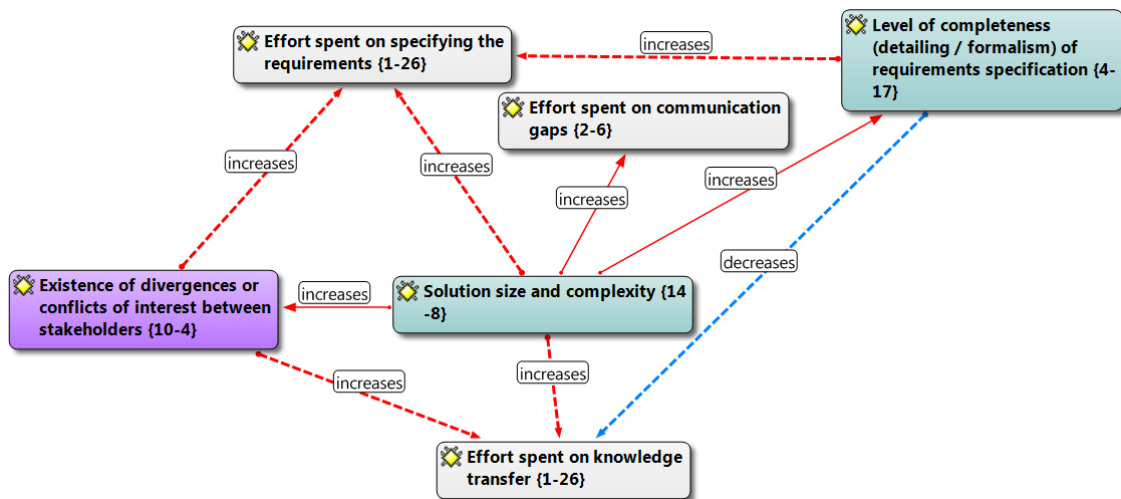 Level of completeness
(detailing / formalism) of
requirements specification {4-
17}
Effort spent on specifying the
requirements {1-26}
increases
Effort spent on communication
gaps {2-6}
increases
increases
increases
increases
decreases
Existence of divergences or
conflicts of interest between
stakeholders {10-4}
increases
Solution size and complexity {14
-8}
increases
increases
Effort spent on knowledge
transfer {1-26}